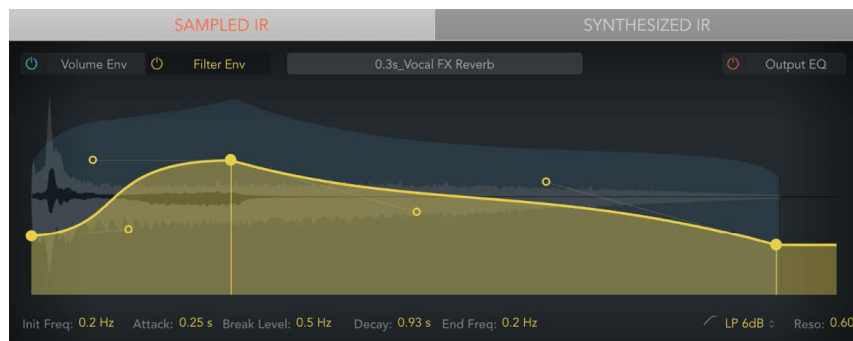 SAMPLED IR SYNTHESIZED IR
Volume Env Filter Env 0.3s_Vocal FX Reverb Output EQ
Init Freq: 0.2 Hz Attack: 0.25 s Break Level: 0.5 Hz Decay: 0.93 s End Freq: 0.2 Hz LP 6dB Reso: 0.60